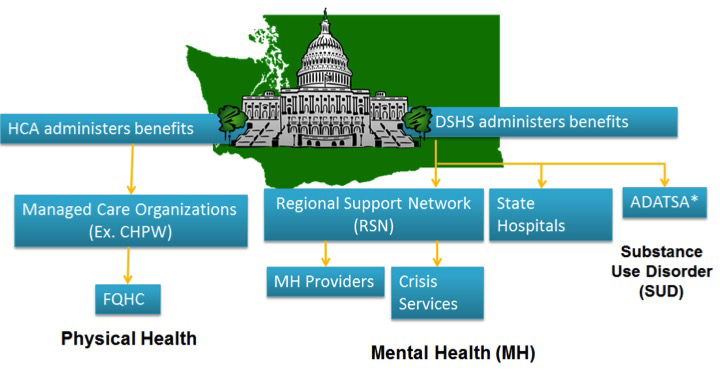 HCA administers benefits
DSHS administers benefits
Managed Care Organizations
(Ex. CHPW)
Regional Support Network
(RSN)
State
Hospitals
ADATSA*
Substance
Use Disorder
(SUD)
FQHC
MH Providers
Crisis
Services
Physical Health
Mental Health (MH)